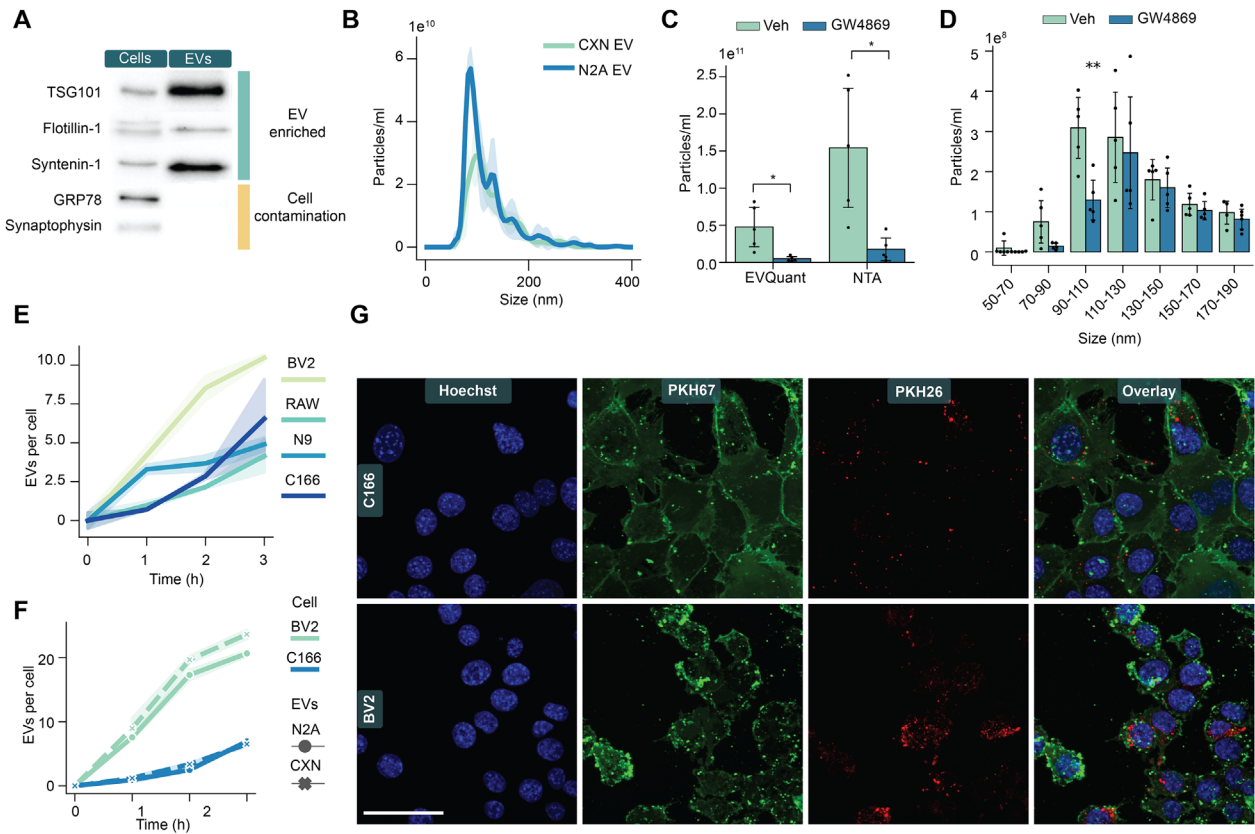 A
Cells EVs
TSG101
Flotillin-1
Syntenin-1
GRP78
Synaptophysin
EV
enriched
Cell
contamination
B
1e10
6
4
2
0
Particles/ml
CXN EV
N2A EV
0 200 400
Size (nm)
C
Veh GW4869
1e11
2.5
2.0
1.5
1.0
0.5
0.0
Particles/ml
*
*
EVQuant NTA
D
Veh GW4869
1e8
5
4
3
2
1
0
Particles/ml
**
50-70
70-90
90-110
110-130
130-150
150-170
170-190
Size (nm)
E
10.0
7.5
5.0
2.5
0
EVs per cell
0 1 2 3
Time (h)
BV2
RAW
N9
C166
F
20
10
0
EVs per cell
0 1 2
Time (h)
Cell
BV2
C166
EVs
N2A
CXN
G
Hoechst PKH67 PKH26 Overlay
C166
BV2